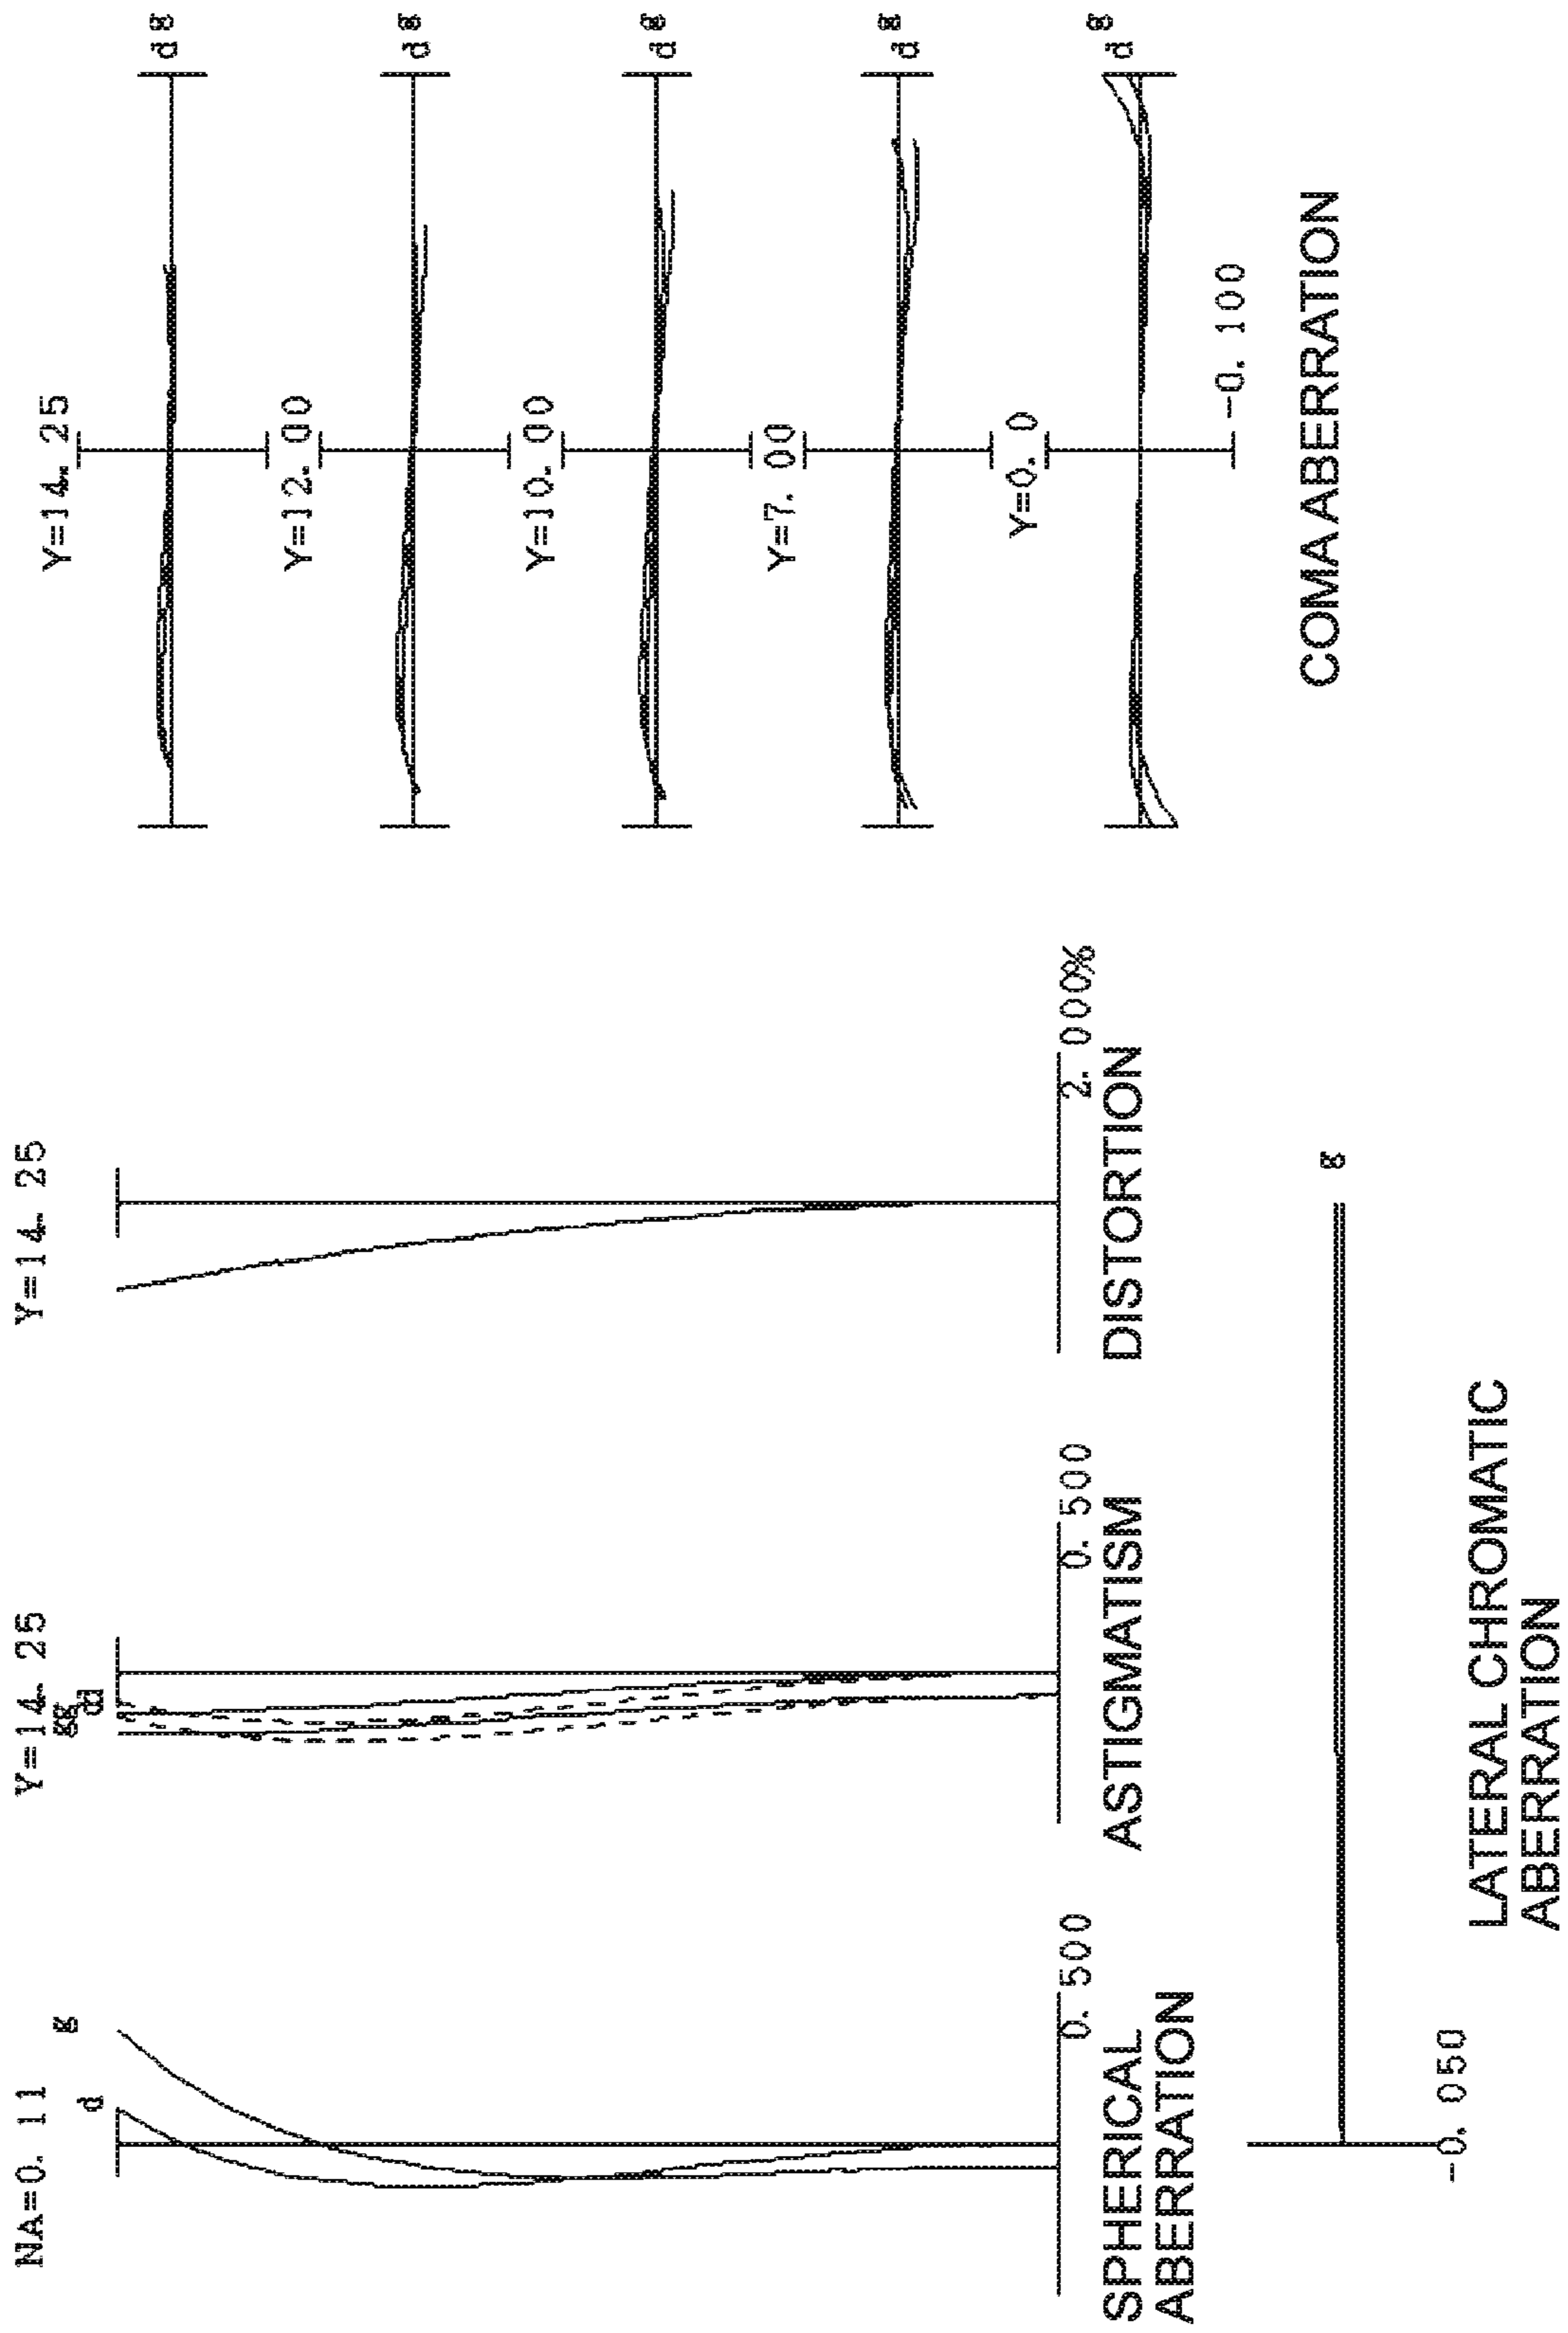 NA=0. 11
d
g
0. 500
SPHERICAL
ABERRATION
Y=14. 25
g g
d d
0. 500
ASTIGMATISM
Y=14. 25
2. 000%
DISTORTION
Y=14. 25
d g
Y=12. 00
d g
Y=10. 00
d g
Y=7. 00
d g
Y=0. 0
d g
-0. 100
COMA ABERRATION
g
-0. 050
LATERAL CHROMATIC
ABERRATION